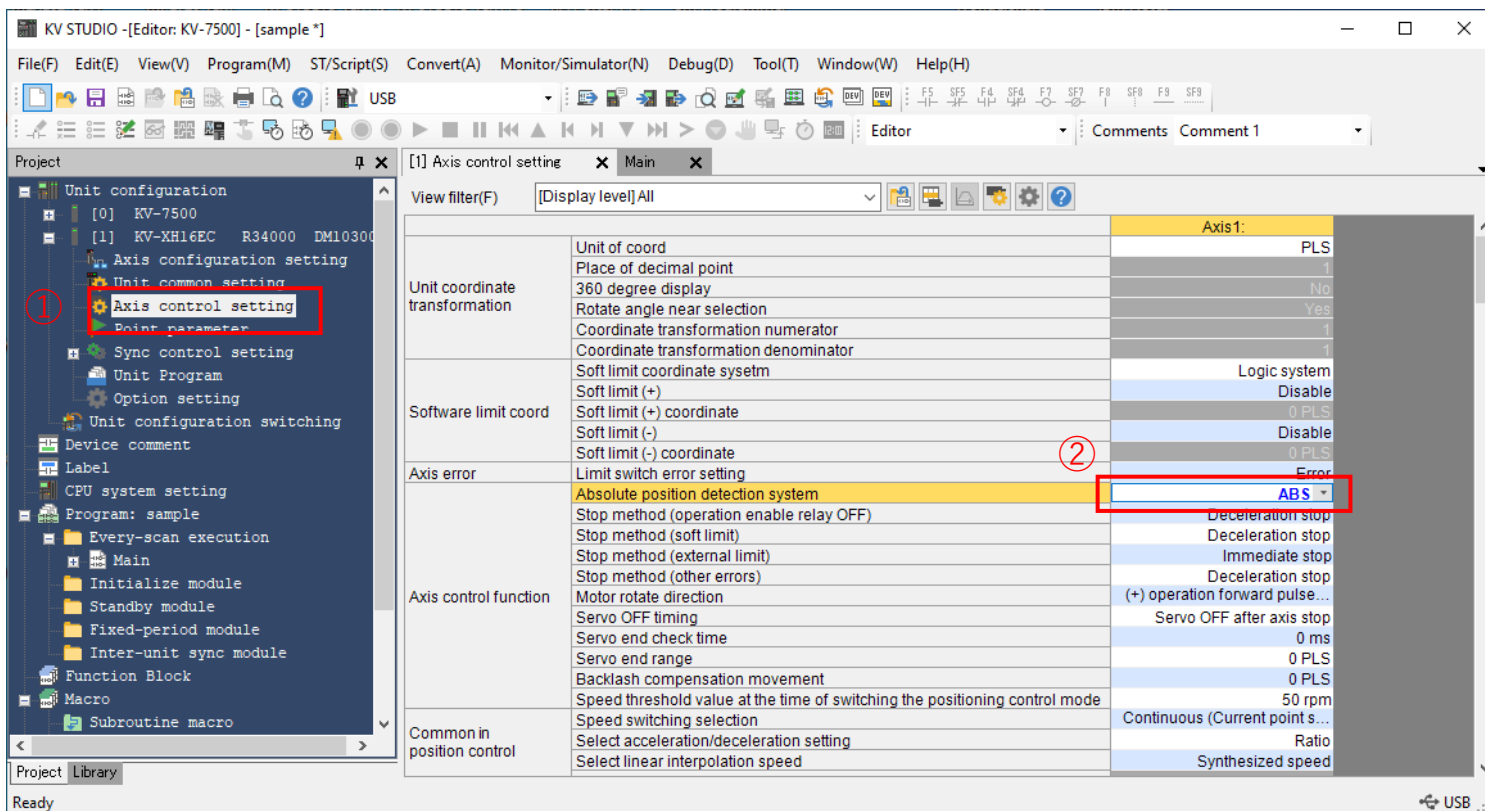 KV STUDIO -[Editor: KV-7500] - [sample *]
File(F) Edit(E) View(V) Program(M) ST/Script(S) Convert(A) Monitor/Simulator(N) Debug(D) Tool(T) Window(W) Help(H)
USB F5 SF5 F4 SF4 F7 SF7 F8 SF8 F9 SF9
Editor Comments Comment 1
Project [1] Axis control setting Main
View filter(F) [Display level] All
Unit configuration
[0] KV-7500
[1] KV-XH16EC R34000 DM10300
Axis configuration setting
Unit common setting
① Axis control setting
Point parameter
Sync control setting
Unit Program
Option setting
Unit configuration switching
Device comment
Label
CPU system setting
Program: sample
Every-scan execution
Main
Initialize module
Standby module
Fixed-period module
Inter-unit sync module
Function Block
Macro
Subroutine macro
Project Library
Axis1:
Unit coordinate transformation
Unit of coord PLS
Place of decimal point 1
360 degree display No
Rotate angle near selection Yes
Coordinate transformation numerator 1
Coordinate transformation denominator 1
Software limit coord
Soft limit coordinate sysetm Logic system
Soft limit (+) Disable
Soft limit (+) coordinate 0 PLS
Soft limit (-) Disable
Soft limit (-) coordinate 0 PLS
②
Axis error Limit switch error setting Error
Axis control function
Absolute position detection system ABS
Stop method (operation enable relay OFF) Deceleration stop
Stop method (soft limit) Deceleration stop
Stop method (external limit) Immediate stop
Stop method (other errors) Deceleration stop
Motor rotate direction (+) operation forward pulse...
Servo OFF timing Servo OFF after axis stop
Servo end check time 0 ms
Servo end range 0 PLS
Backlash compensation movement 0 PLS
Speed threshold value at the time of switching the positioning control mode 50 rpm
Common in position control
Speed switching selection Continuous (Current point s...
Select acceleration/deceleration setting Ratio
Select linear interpolation speed Synthesized speed
Ready USB